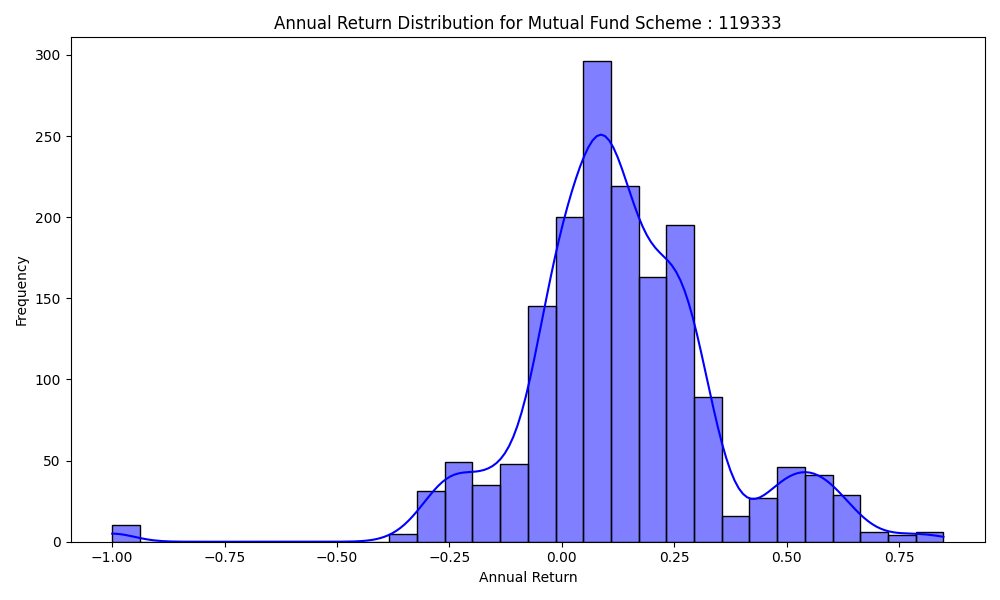 Annual Return Distribution for Mutual Fund Scheme : 119333
300
250
200
150
100
50
0
Frequency
−1.00 −0.75 −0.50 −0.25 0.00 0.25 0.50 0.75
Annual Return